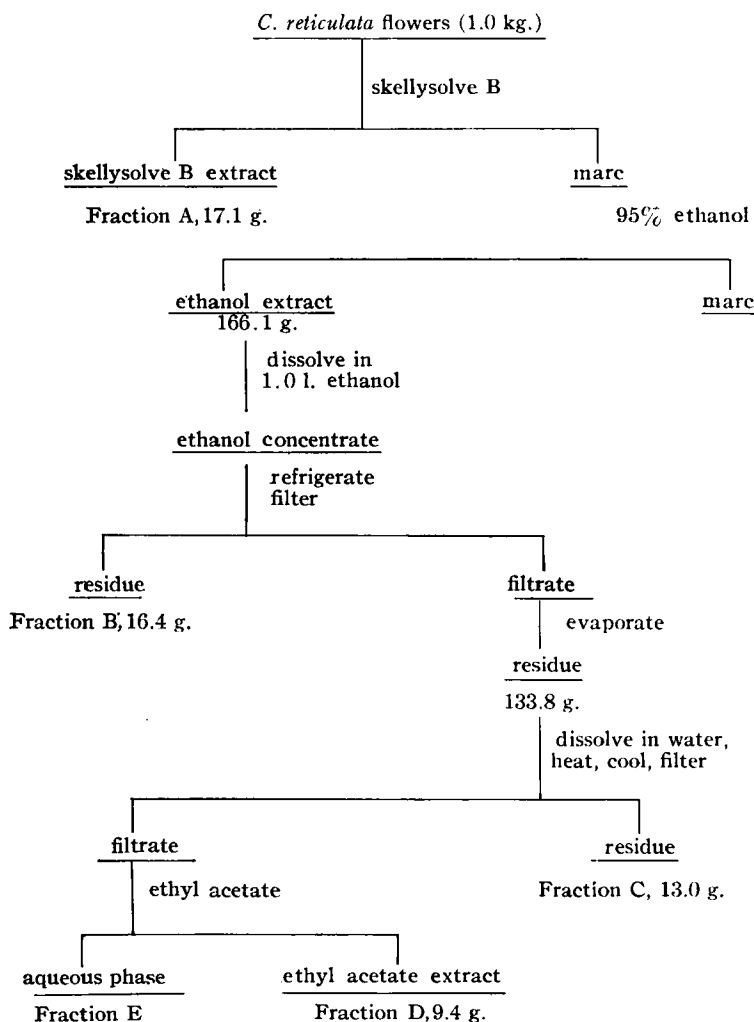 C. reticulata flowers (1.0 kg.)
skellysolve B
skellysolve B extract
marc
Fraction A, 17.1 g.
95% ethanol
ethanol extract
marc
166.1 g.
dissolve in
1.0 l. ethanol
ethanol concentrate
refrigerate
filter
residue
filtrate
Fraction B, 16.4 g.
evaporate
residue
133.8 g.
dissolve in water,
heat, cool, filter
filtrate
residue
ethyl acetate
Fraction C, 13.0 g.
aqueous phase
ethyl acetate extract
Fraction E
Fraction D, 9.4 g.